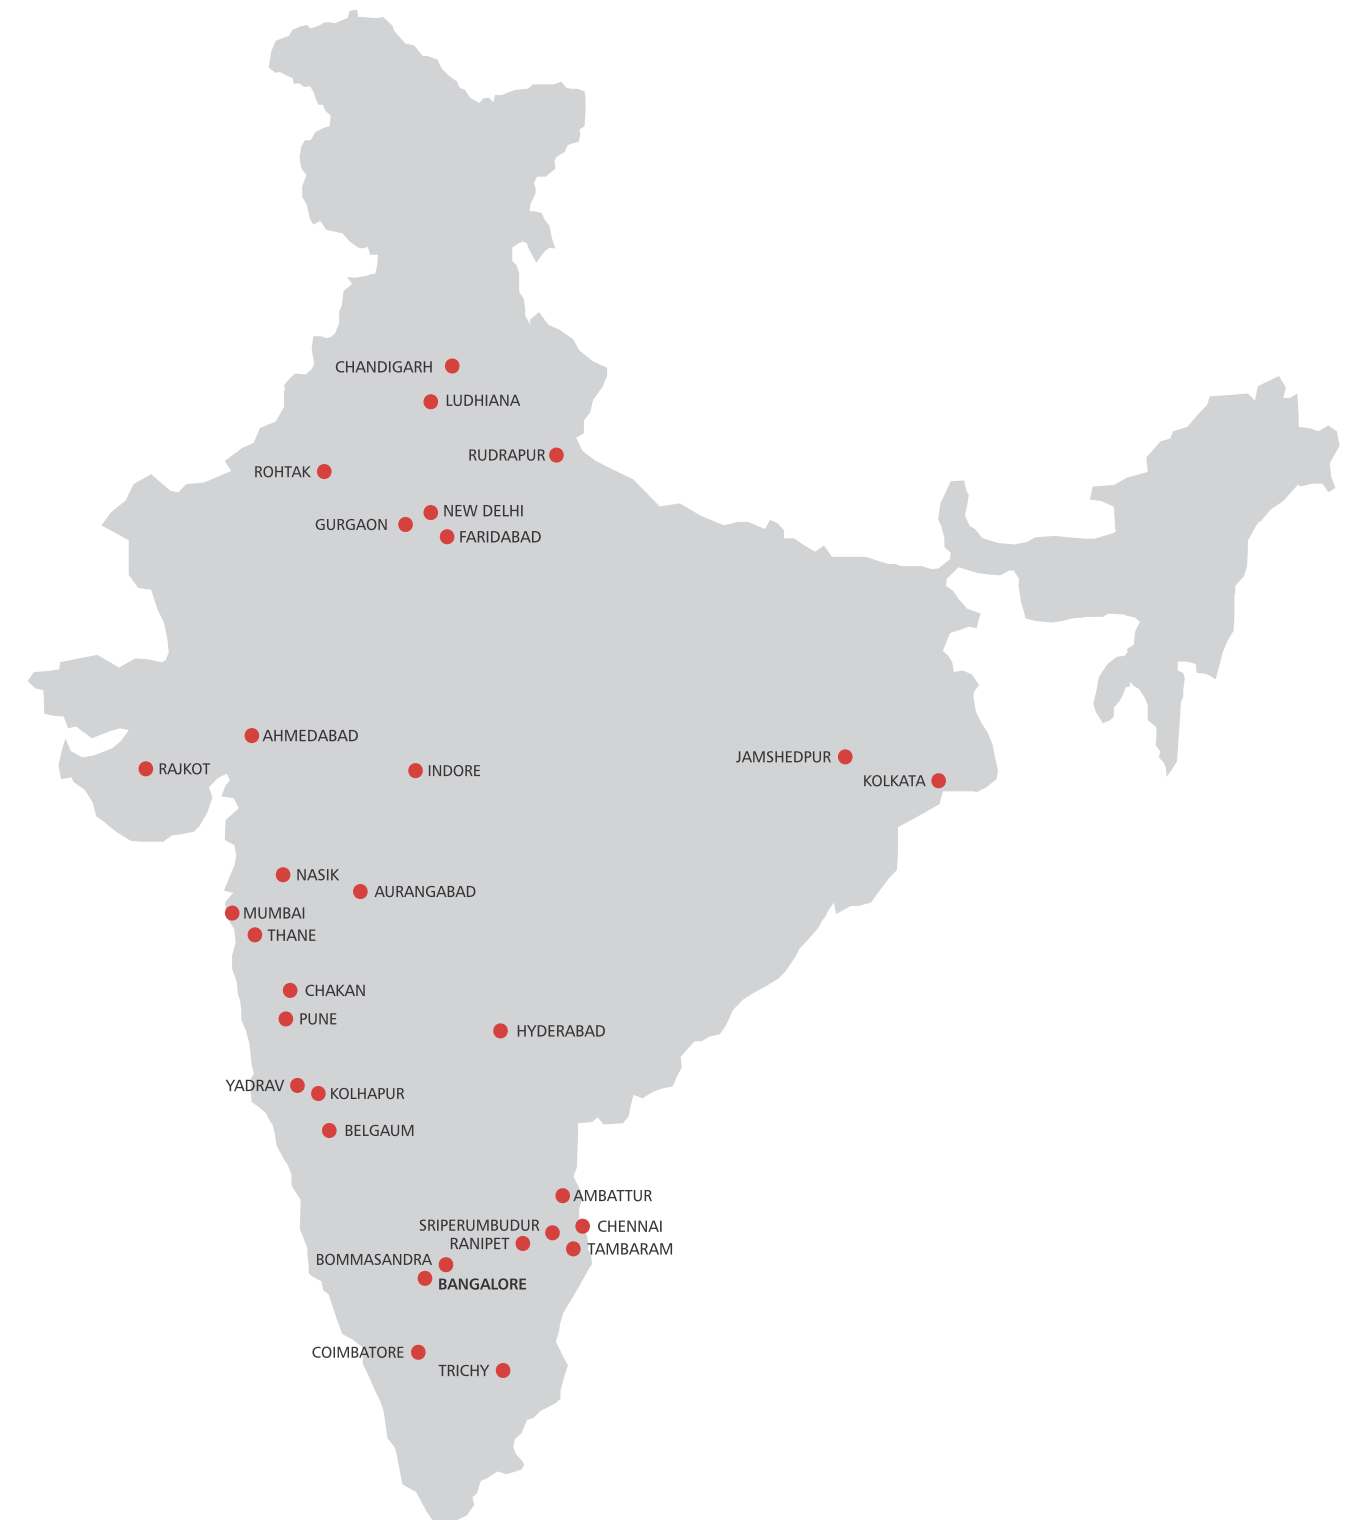 CHANDIGARH
LUDHIANA
RUDRAPUR
ROHTAK
NEW DELHI
GURGAON
FARIDABAD
AHMEDABAD
JAMSHEDPUR
RAJKOT
INDORE
KOLKATA
NASIK
AURANGABAD
MUMBAI
THANE
CHAKAN
PUNE
HYDERABAD
YADRAV
KOLHAPUR
BELGAUM
AMBATTUR
SRIPERUMBUDUR
CHENNAI
RANIPET
TAMBARAM
BOMMASANDRA
BANGALORE
COIMBATORE
TRICHY